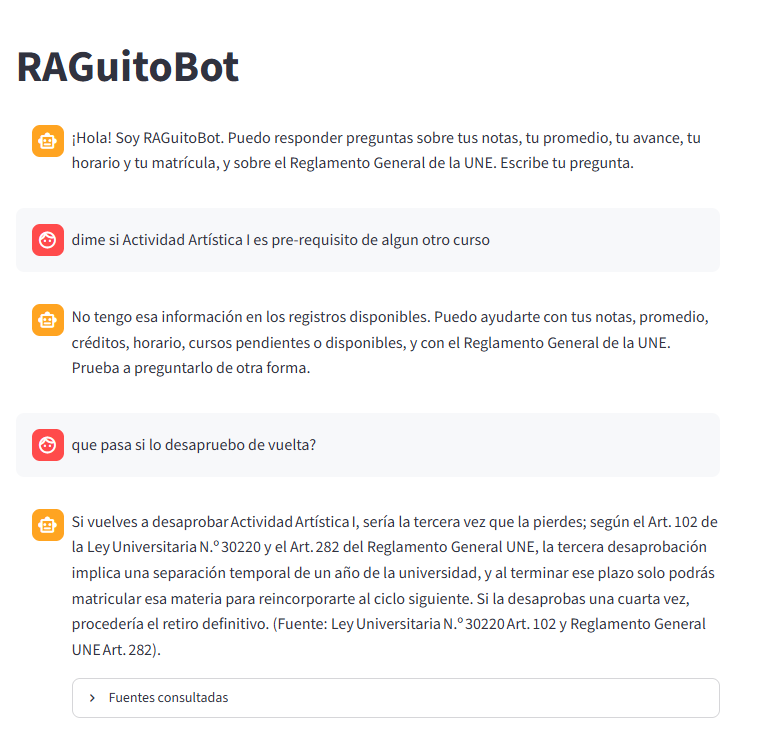 RAGuitoBot
¡Hola! Soy RAGuitoBot. Puedo responder preguntas sobre tus notas, tu promedio, tu avance, tu
horario y tu matrícula, y sobre el Reglamento General de la UNE. Escribe tu pregunta.
dime si Actividad Artística I es pre-requisito de algun otro curso
No tengo esa información en los registros disponibles. Puedo ayudarte con tus notas, promedio,
créditos, horario, cursos pendientes o disponibles, y con el Reglamento General de la UNE.
Prueba a preguntarlo de otra forma.
que pasa si lo desapruebo de vuelta?
Si vuelves a desaprobar Actividad Artística I, sería la tercera vez que la pierdes; según el Art. 102 de
la Ley Universitaria N.º 30220 y el Art. 282 del Reglamento General UNE, la tercera desaprobación
implica una separación temporal de un año de la universidad, y al terminar ese plazo solo podrás
matricular esa materia para reincorporarte al ciclo siguiente. Si la desaprobas una cuarta vez,
procedería el retiro definitivo. (Fuente: Ley Universitaria N.º 30220 Art. 102 y Reglamento General
UNE Art. 282).
Fuentes consultadas